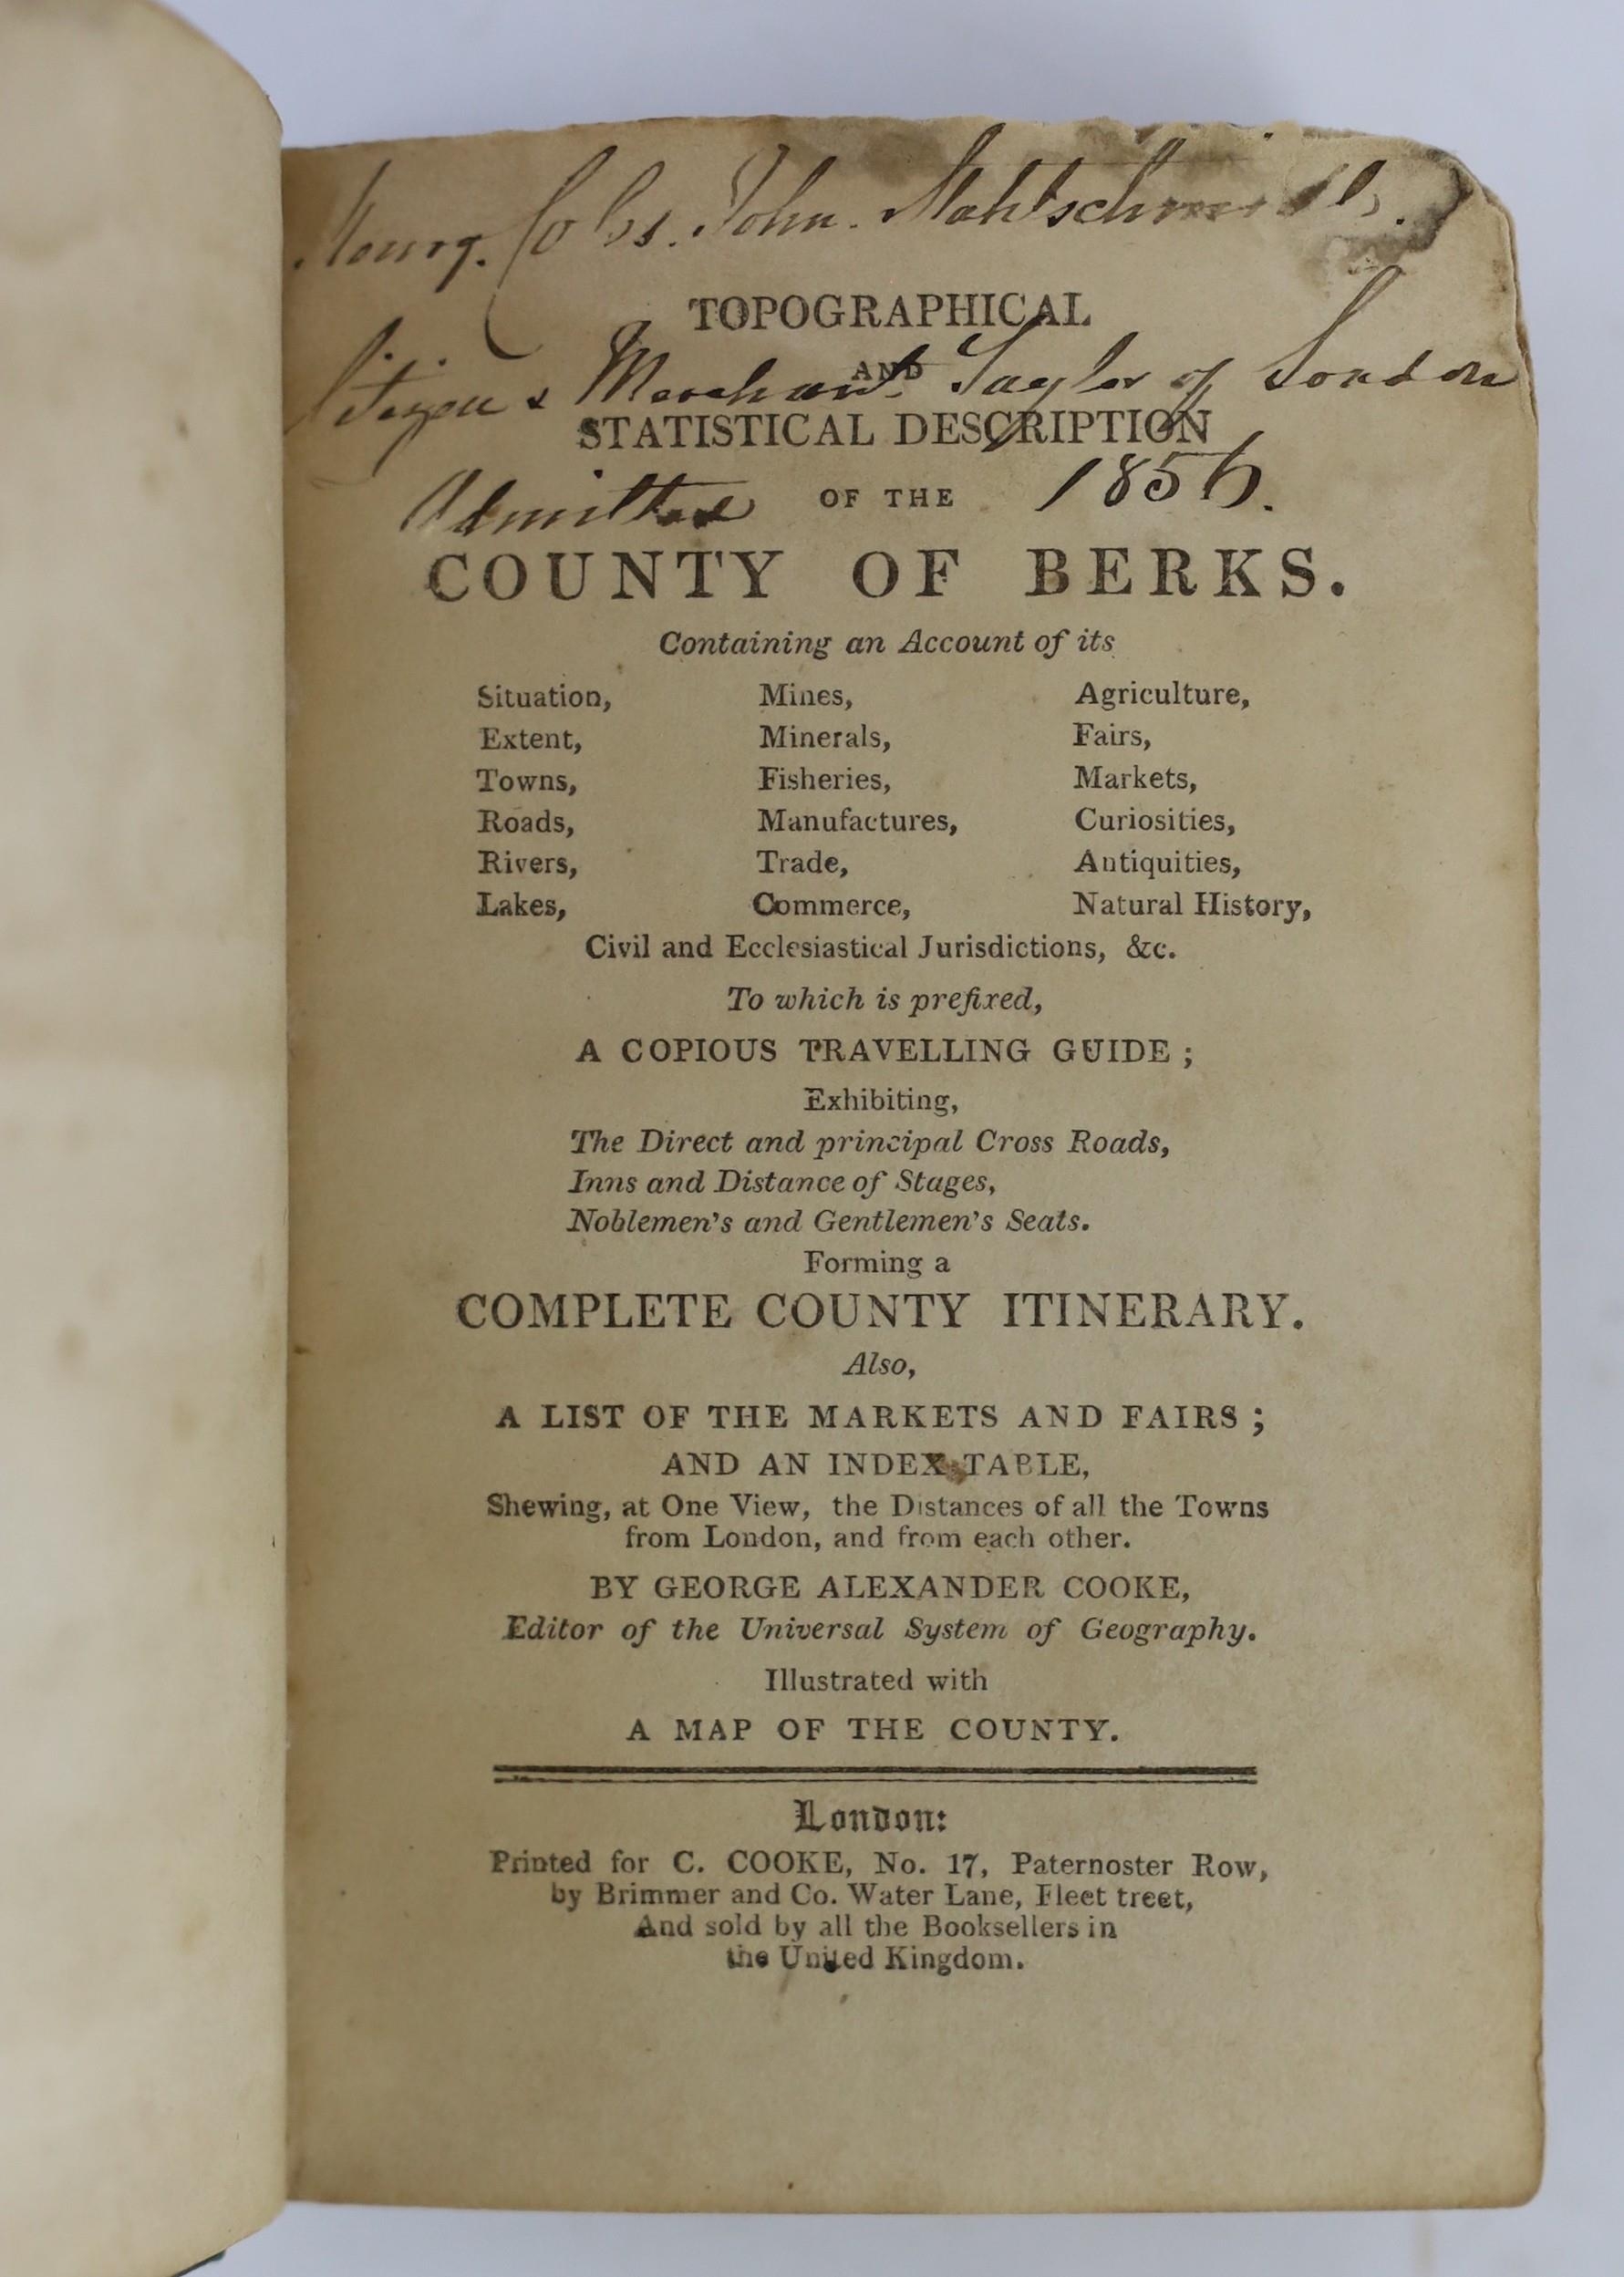 John.
TOPOGRAPHICAL
AND
Citizen & Merchant Taylor of London
STATISTICAL DESCRIPTION
Admitted 1856.
OF THE
COUNTY OF BERKS.
Containing an Account of its
Situation, Mines, Agriculture,
Extent, Minerals, Fairs,
Towns, Fisheries, Markets,
Roads, Manufactures, Curiosities,
Rivers, Trade, Antiquities,
Lakes, Commerce, Natural History,
Civil and Ecclesiastical Jurisdictions, &c.
To which is prefixed,
A COPIOUS TRAVELLING GUIDE;
Exhibiting,
The Direct and principal Cross Roads,
Inns and Distance of Stages,
Noblemen's and Gentlemen's Seats.
Forming a
COMPLETE COUNTY ITINERARY.
Also,
A LIST OF THE MARKETS AND FAIRS;
AND AN INDEX TABLE,
Shewing, at One View, the Distances of all the Towns
from London, and from each other.
BY GEORGE ALEXANDER COOKE,
Editor of the Universal System of Geography.
Illustrated with
A MAP OF THE COUNTY.
London:
Printed for C. COOKE, No. 17, Paternoster Row,
by Brimmer and Co. Water Lane, Fleet treet,
And sold by all the Booksellers in
the United Kingdom.